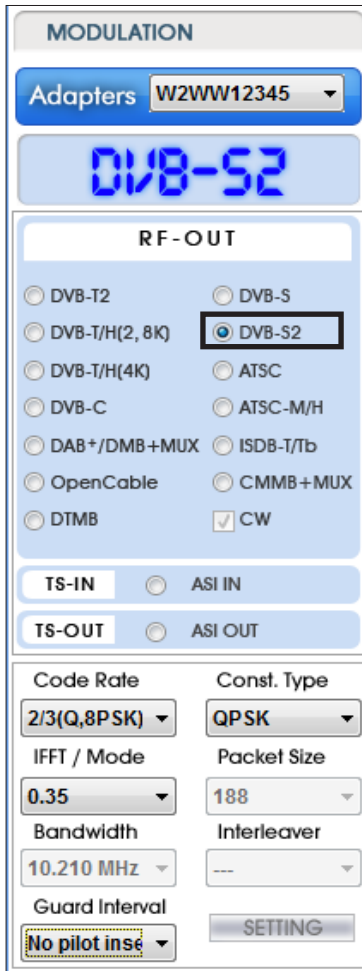 MODULATION
Adapters W2WW12345
DVB-S2
RF-OUT
DVB-T2 DVB-S
DVB-T/H(2, 8K) DVB-S2
DVB-T/H(4K) ATSC
DVB-C ATSC-M/H
DAB+/DMB+MUX ISDB-T/Tb
OpenCable CMMB+MUX
DTMB CW
TS-IN ASI IN
TS-OUT ASI OUT
Code Rate Const. Type
2/3(Q,8PSK) QPSK
IFFT / Mode Packet Size
0.35 188
Bandwidth Interleaver
10.210 MHz ---
Guard Interval
No pilot inse SETTING